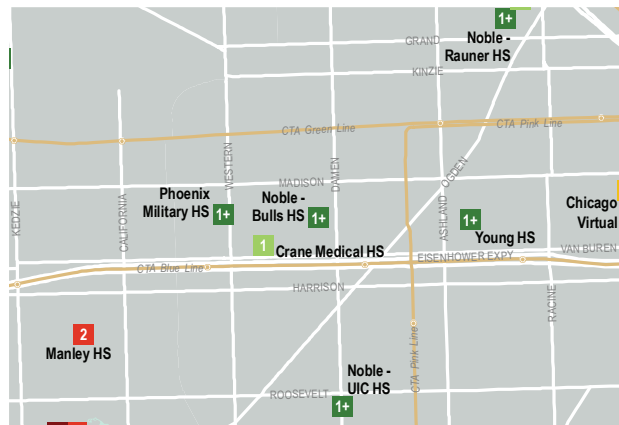 1+
Noble -
Rauner HS
GRAND
KINZIE
CTA Green Line
CTA Pink Line
KEDZIE
CALIFORNIA
WESTERN
MADISON
DAMEN
ASHLAND
OGDEN
RACINE
Phoenix
Military HS
1+
Noble -
Bulls HS
1+
1+
Young HS
Chicago
Virtual
1
Crane Medical HS
VAN BUREN
EISENHOWER EXPY
CTA Blue Line
HARRISON
2
Manley HS
CTA Pink Line
Noble -
UIC HS
ROOSEVELT
1+